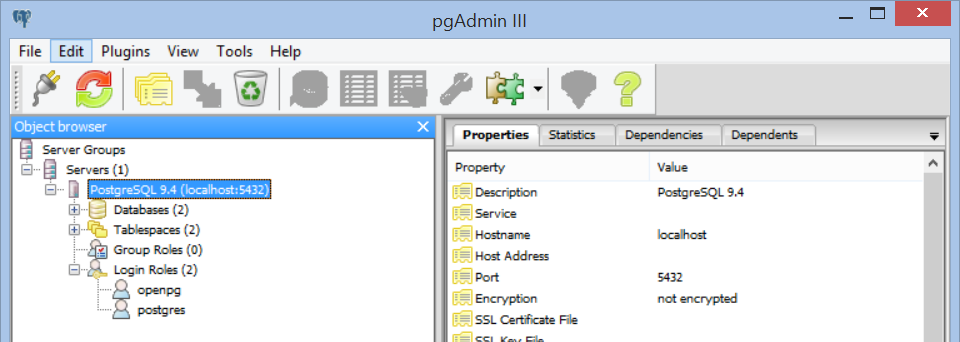 pgAdmin III
File Edit Plugins View Tools Help
Object browser
Server Groups
Servers (1)
PostgreSQL 9.4 (localhost:5432)
Databases (2)
Tablespaces (2)
Group Roles (0)
Login Roles (2)
openpg
postgres
Properties Statistics Dependencies Dependents
Property Value
Description PostgreSQL 9.4
Service
Hostname localhost
Host Address
Port 5432
Encryption not encrypted
SSL Certificate File
SSL Key File